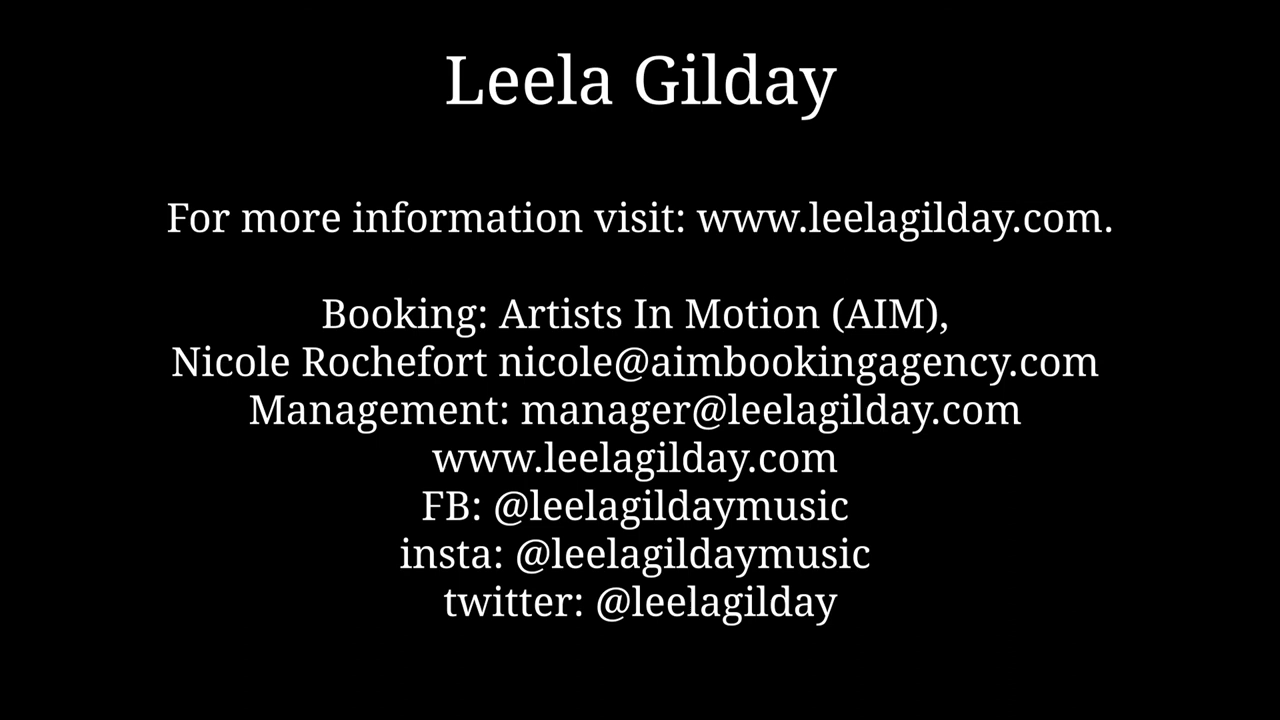 Leela Gilday
For more information visit: www.leelagilday.com.
Booking: Artists In Motion (AIM),
Nicole Rochefort nicole@aimbookingagency.com
Management: manager@leelagilday.com
www.leelagilday.com
FB: @leelagildaymusic
insta: @leelagildaymusic
twitter: @leelagilday